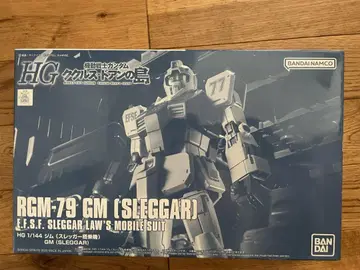 HG
機動戦士ガンダム
ククルス・ドアンの島
BANDAI NAMCO
77
RGM-79 GM (SLEGGAR)
E.F.S.F. SLEGGAR LAW'S MOBILE SUIT
HG 1/144 ジム (スレッガー搭乗機)
GM (SLEGGAR)
BAN
DAI